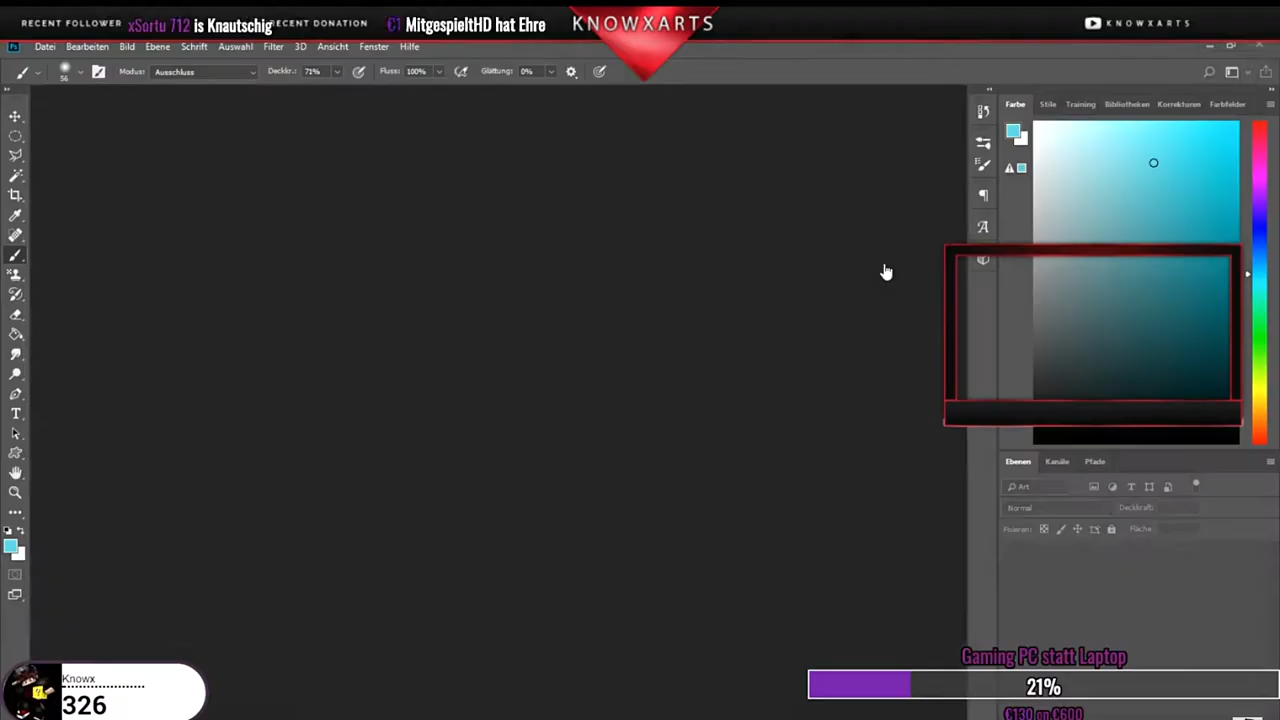 RECENT FOLLOWER xSortu 712 is Knautschig RECENT DONATION €1 MitgespieltHD hat Ehre KNOWXARTS KNOWXARTS
Ps Datei Bearbeiten Bild Ebene Schrift Auswahl Filter 3D Ansicht Fenster Hilfe
56 Modus: Ausschluss Deckkr.: 71% Fluss: 100% Glättung: 0%
Farbe Stile Training Bibliotheken Korrekturen Farbfelder
Ebenen Kanäle Pfade
Art
Normal Deckkraft:
Fixieren: Fläche:
Gaming PC statt Laptop
21%
€130 on €600
Knowx
326